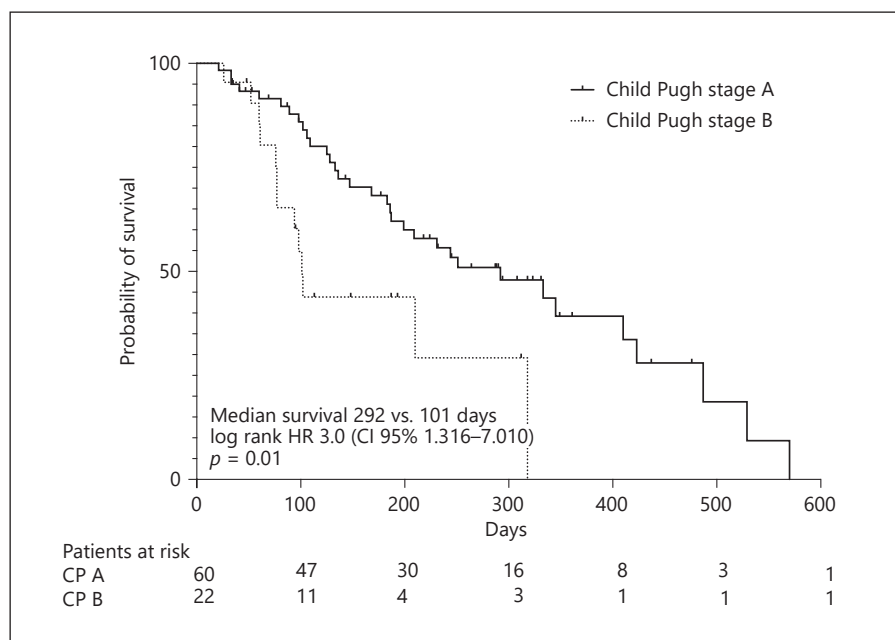 100
Child Pugh stage A
Child Pugh stage B
Probability of survival
50
Median survival 292 vs. 101 days
log rank HR 3.0 (CI 95% 1.316–7.010)
p = 0.01
0
0 100 200 300 400 500 600
Days
Patients at risk
CP A 60 47 30 16 8 3 1
CP B 22 11 4 3 1 1 1